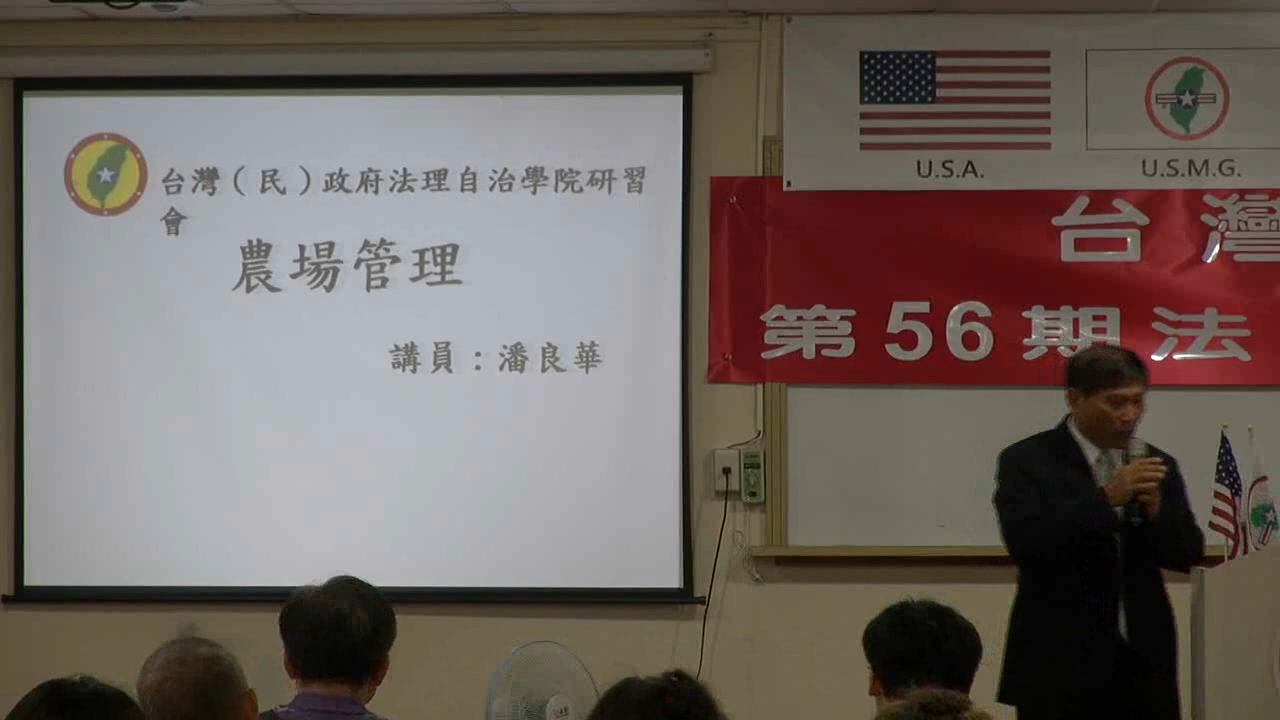 台灣（民）政府法理自治學院研習
會
農場管理
講員：潘良華
U.S.A.
U.S.M.G.
台灣
第56期法